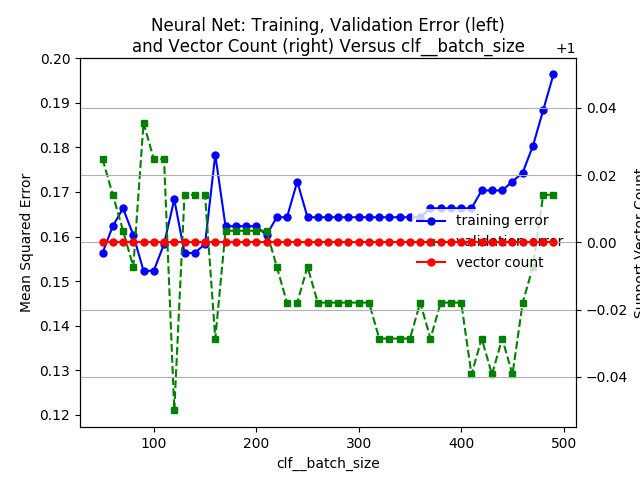 Neural Net: Training, Validation Error (left)
and Vector Count (right) Versus clf__batch_size
+1
0.20
0.19
0.18
0.17
0.16
0.15
0.14
0.13
0.12
Mean Squared Error
0.04
0.02
0.00
−0.02
−0.04
Support Vector Count
training error
validation error
vector count
100
200
300
400
500
clf__batch_size